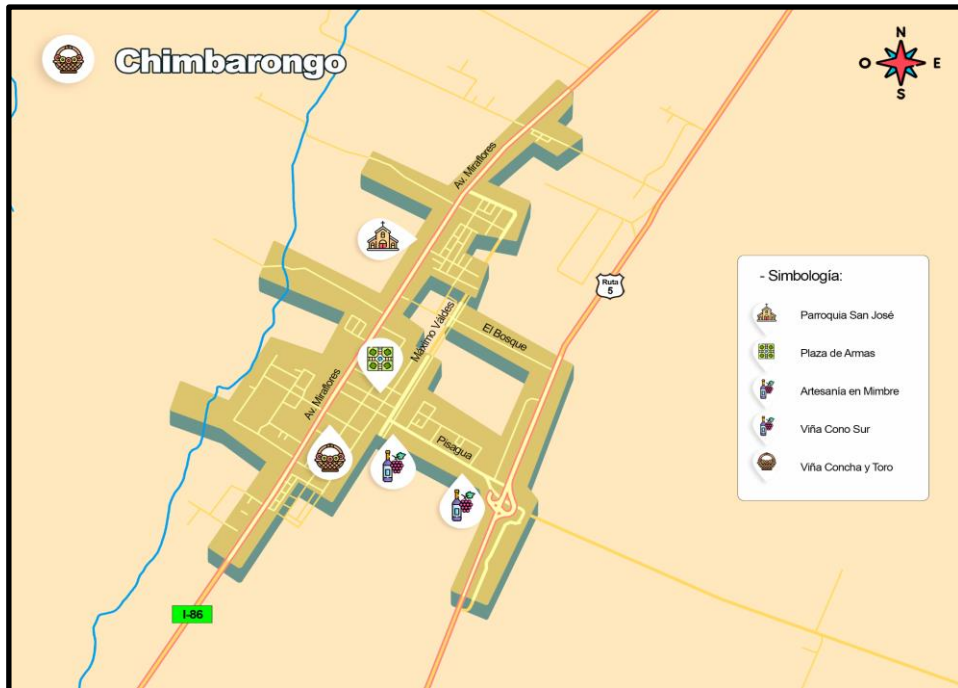 Chimbarongo
N
O E
S
Av. Miraflores
Ruta
5
- Simbología:
Parroquia San José
Plaza de Armas
Artesanía en Mimbre
Viña Cono Sur
Viña Concha y Toro
El Bosque
Máximo Váldes
Av. Miraflores
Pisagua
I-86